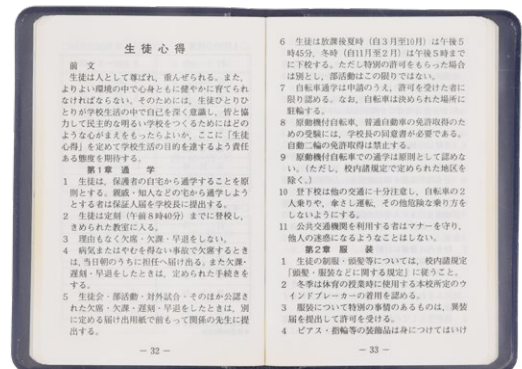 生徒心得
前文
生徒は人として尊ばれ，重んぜられる。また，
よりよい環境の中で心身ともに健やかに育てられ
なければならない。そのためには，生徒ひとりひ
とりが学校生活の中で自己を深く意識し，皆と協
力して民主的な明るい学校をつくるためにはどの
ような心がまえをもったらよいか，ここに「生徒
心得」を定めて学校生活の目的を達するよう責任
ある態度を期待する。
第1章 通学
1 生徒は，保護者の自宅から通学することを原
則とする。親戚・知人などの宅から通学しよう
とする者は保証人届を学校長に提出する。
2 生徒は定刻（午前８時40分）までに登校し，
きめられた教室に入る。
3 理由もなく欠席・欠課・早退をしない。
4 病気またはやむを得ない事故で欠席するとき
は，当日朝のうちに担任へ届け出る。また欠課・
遅刻・早退をしたときは，定められた手続きを
する。
5 生徒会・部活動・対外試合・そのほか公認さ
れた欠席・欠課・遅刻・早退をしたときは，別
に定める届け出用紙で前もって関係の先生に提
出する。
― 32 ―
6 生徒は放課後夏時（自３月至10月）は午後５
時45分，冬時（自11月至２月）は午後５時まで
に下校する。ただし特別の許可をもらった場合
は別とし，部活動はこの限りではない。
7 自転車通学は申請のうえ，許可を受けた者に
限り認める。なお，自転車は決められた場所に
駐輪する。
8 原動機付自転車，普通自動車の免許取得のた
めの受験には，学校長の同意書が必要である。
自動二輪の免許取得は禁止する。
9 原動機付自転車での通学は原則として認めな
い。（ただし，校内諸規定で定められた地区を
除く。）
10 登下校は他の交通に十分注意し，自転車の２
人乗りや，傘さし運転，その他危険な乗り方を
しないようにする。
11 公共交通機関を利用する者はマナーを守り，
他人の迷惑になるようなことはしない。
第2章 服装
1 生徒の制服・頭髪等については，校内諸規定
「頭髪・服装などに関する規定」に従うこと。
2 冬季は体育の授業時に使用する本校所定のウ
インドブレーカーの着用を認める。
3 服装について特別の事情のあるものは，異装
届を提出して許可を受ける。
4 ピアス・指輪等の装飾品は身につけてはいけ
― 33 ―